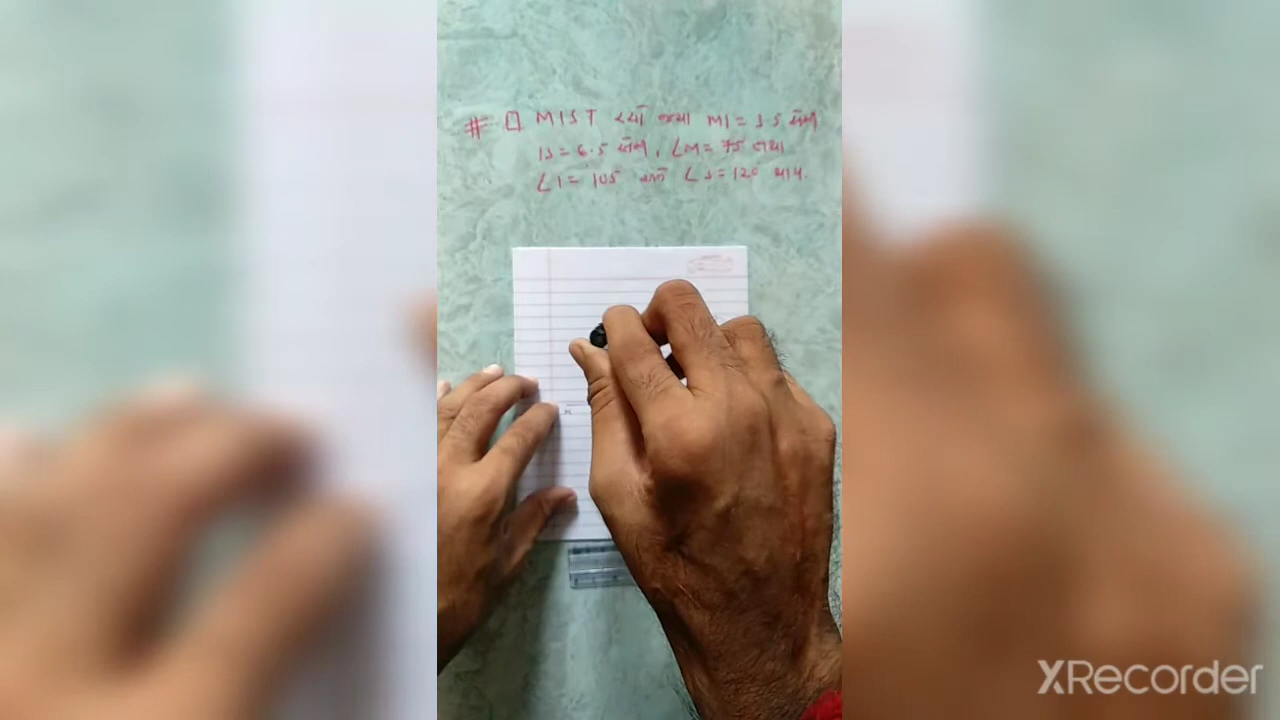 # □ MIST રચો જેમાં MI = 3.5 સેમી
IS = 6.5 સેમી, ∠M = 75 તથા
∠I = 105 અને ∠S = 120 થાય.
M
XRecorder